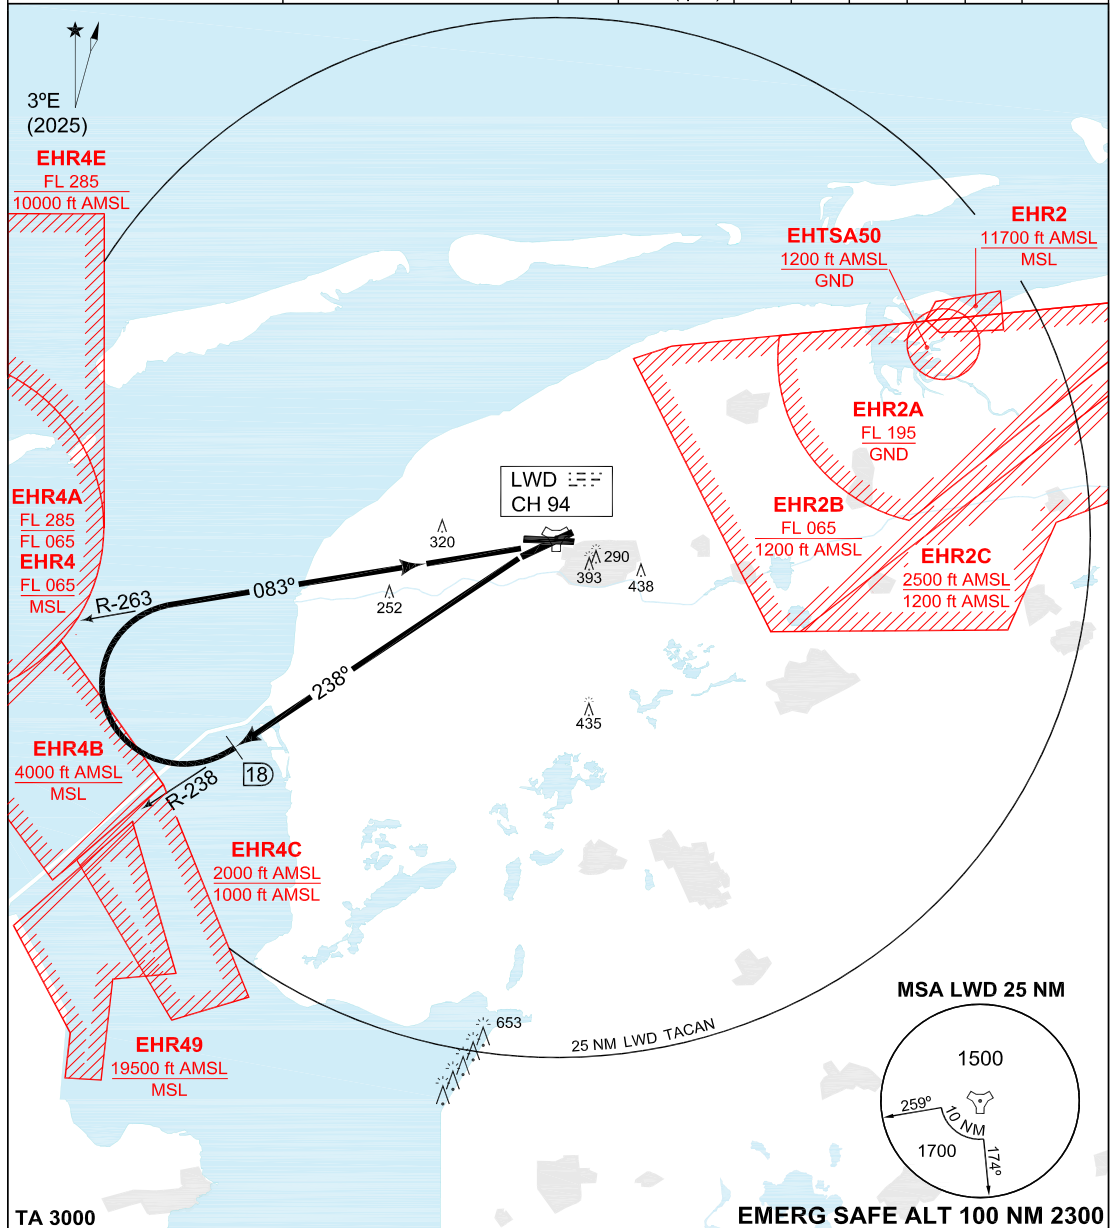 3ºE
(2025)
EHR4E
FL 285
10000 ft AMSL
EHR2
11700 ft AMSL
MSL
EHTSA50
1200 ft AMSL
GND
EHR2A
FL 195
GND
LWD
CH 94
EHR4A
FL 285
FL 065
EHR4
FL 065
MSL
EHR2B
FL 065
1200 ft AMSL
EHR2C
2500 ft AMSL
1200 ft AMSL
320
290
393
438
252
083º
R-263
238º
435
EHR4B
4000 ft AMSL
MSL
18
R-238
EHR4C
2000 ft AMSL
1000 ft AMSL
653
25 NM LWD TACAN
EHR49
19500 ft AMSL
MSL
MSA LWD 25 NM
1500
259º
10 NM
1700
174º
TA 3000
EMERG SAFE ALT 100 NM 2300